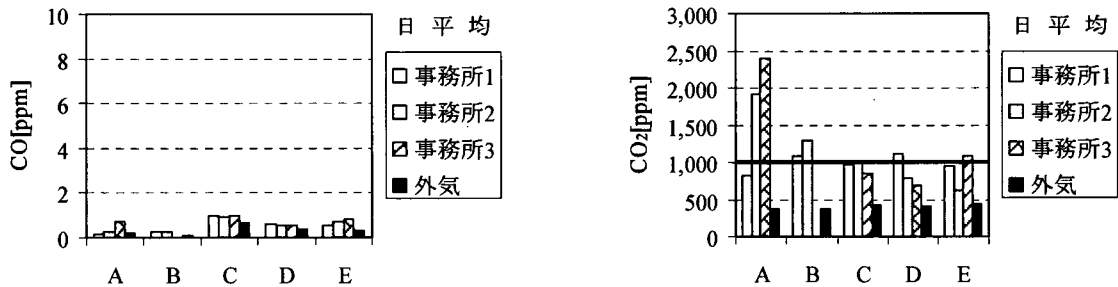 10
8
6
4
2
0
CO[ppm]
A B C D E
日 平 均
事務所1
事務所2
事務所3
外気
3,000
2,500
2,000
1,500
1,000
500
0
CO₂[ppm]
A B C D E
日 平 均
事務所1
事務所2
事務所3
外気